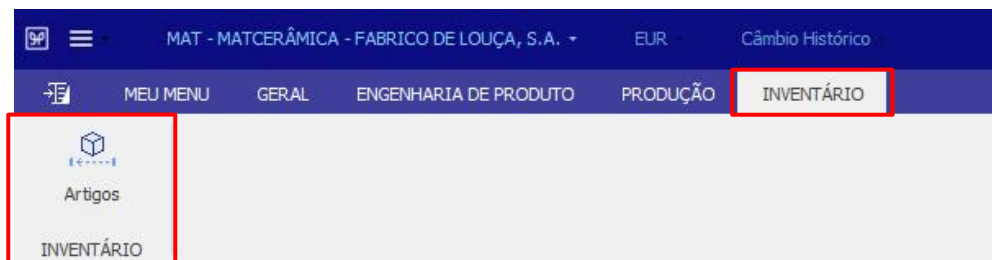 MAT - MATCERÂMICA - FABRICO DE LOUÇA, S.A. EUR Câmbio Histórico
MEU MENU GERAL ENGENHARIA DE PRODUTO PRODUÇÃO INVENTÁRIO
Artigos
INVENTÁRIO